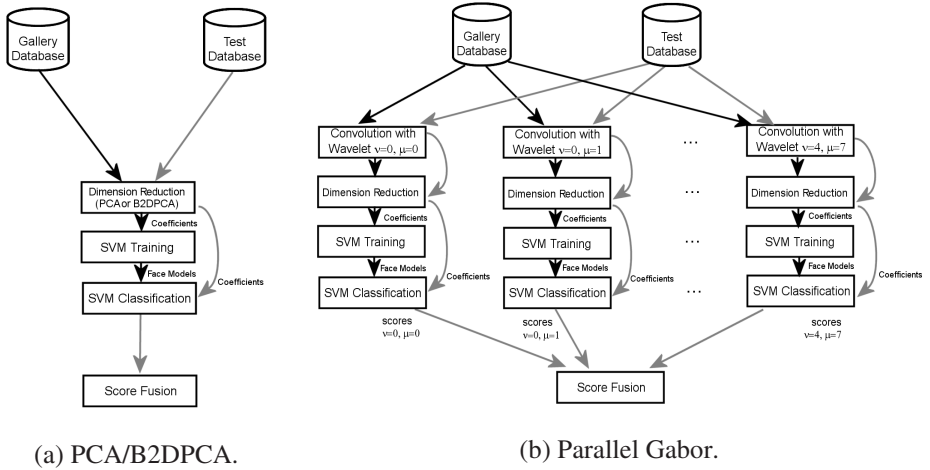 Gallery
Database
Test
Database
Dimension Reduction
(PCAor B2DPCA)
Coefficients
SVM Training
Face Models
Coefficients
SVM Classification
Score Fusion
(a) PCA/B2DPCA.
Gallery
Database
Test
Database
Convolution with
Wavelet ν=0, μ=0
Dimension Reduction
Coefficients
SVM Training
Face Models
Coefficients
SVM Classification
scores
ν=0, μ=0
Convolution with
Wavelet ν=0, μ=1
Dimension Reduction
Coefficients
SVM Training
Face Models
Coefficients
SVM Classification
scores
ν=0, μ=1
...
...
...
...
Convolution with
Wavelet ν=4, μ=7
Dimension Reduction
Coefficients
SVM Training
Face Models
Coefficients
SVM Classification
scores
ν=4, μ=7
Score Fusion
(b) Parallel Gabor.